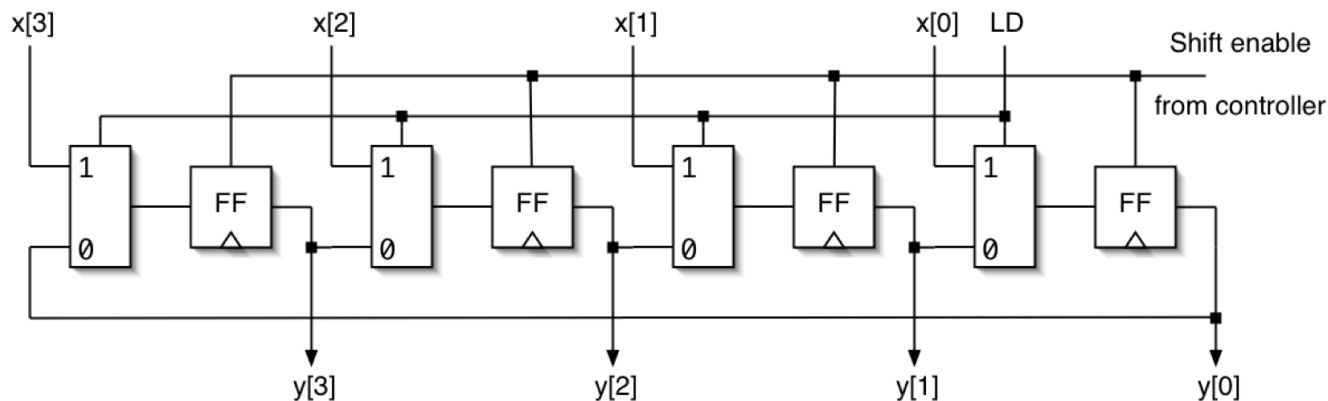 x[3]
x[2]
x[1]
x[0]
LD
Shift enable
from controller
1
FF
0
1
FF
0
1
FF
0
1
FF
0
y[3]
y[2]
y[1]
y[0]